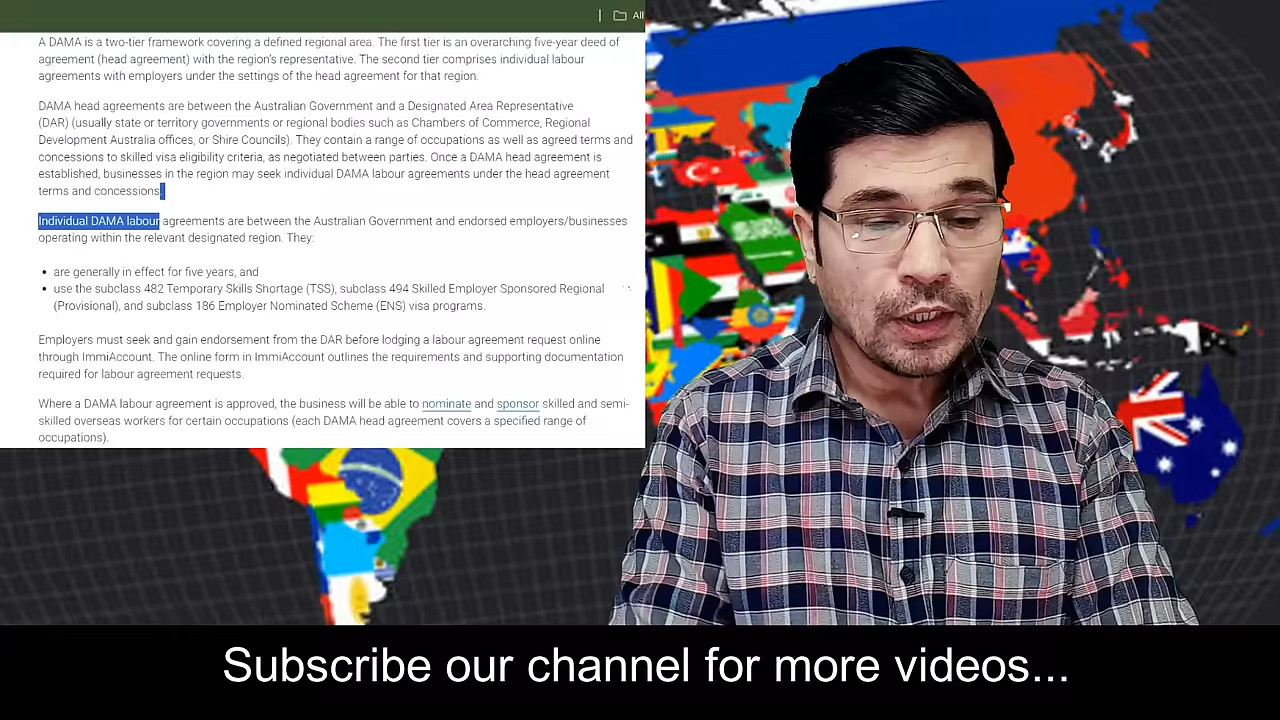 All
A DAMA is a two-tier framework covering a defined regional area. The first tier is an overarching five-year deed of
agreement (head agreement) with the region's representative. The second tier comprises individual labour
agreements with employers under the settings of the head agreement for that region.
DAMA head agreements are between the Australian Government and a Designated Area Representative
(DAR) (usually state or territory governments or regional bodies such as Chambers of Commerce, Regional
Development Australia offices, or Shire Councils). They contain a range of occupations as well as agreed terms and
concessions to skilled visa eligibility criteria, as negotiated between parties. Once a DAMA head agreement is
established, businesses in the region may seek individual DAMA labour agreements under the head agreement
terms and concessions.
Individual DAMA labour agreements are between the Australian Government and endorsed employers/businesses
operating within the relevant designated region. They:
• are generally in effect for five years, and
• use the subclass 482 Temporary Skills Shortage (TSS), subclass 494 Skilled Employer Sponsored Regional
(Provisional), and subclass 186 Employer Nominated Scheme (ENS) visa programs.
Employers must seek and gain endorsement from the DAR before lodging a labour agreement request online
through ImmiAccount. The online form in ImmiAccount outlines the requirements and supporting documentation
required for labour agreement requests.
Where a DAMA labour agreement is approved, the business will be able to nominate and sponsor skilled and semi-
skilled overseas workers for certain occupations (each DAMA head agreement covers a specified range of
occupations).
Subscribe our channel for more videos...